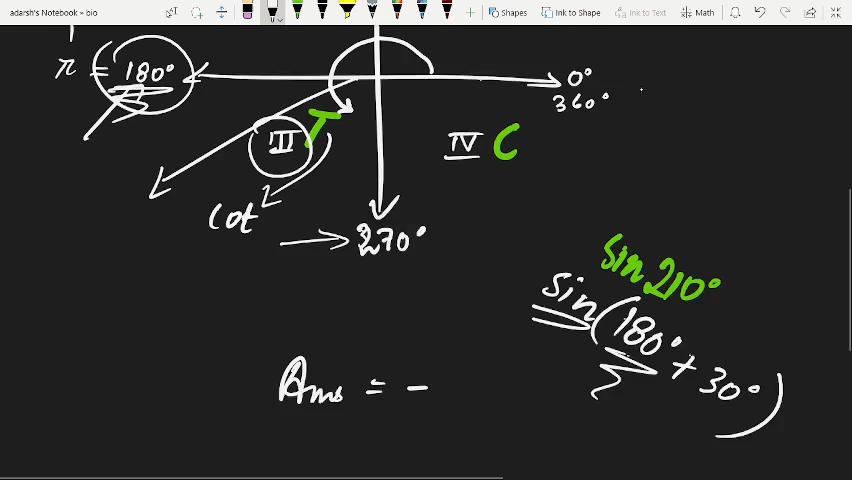 adarsh's Notebook » bio
Shapes
Ink to Shape
Ink to Text
Math
π = 180°
0°
360°
III T
IV C
Cot
270°
sin 210°
sin(180° + 30°)
Ans = -